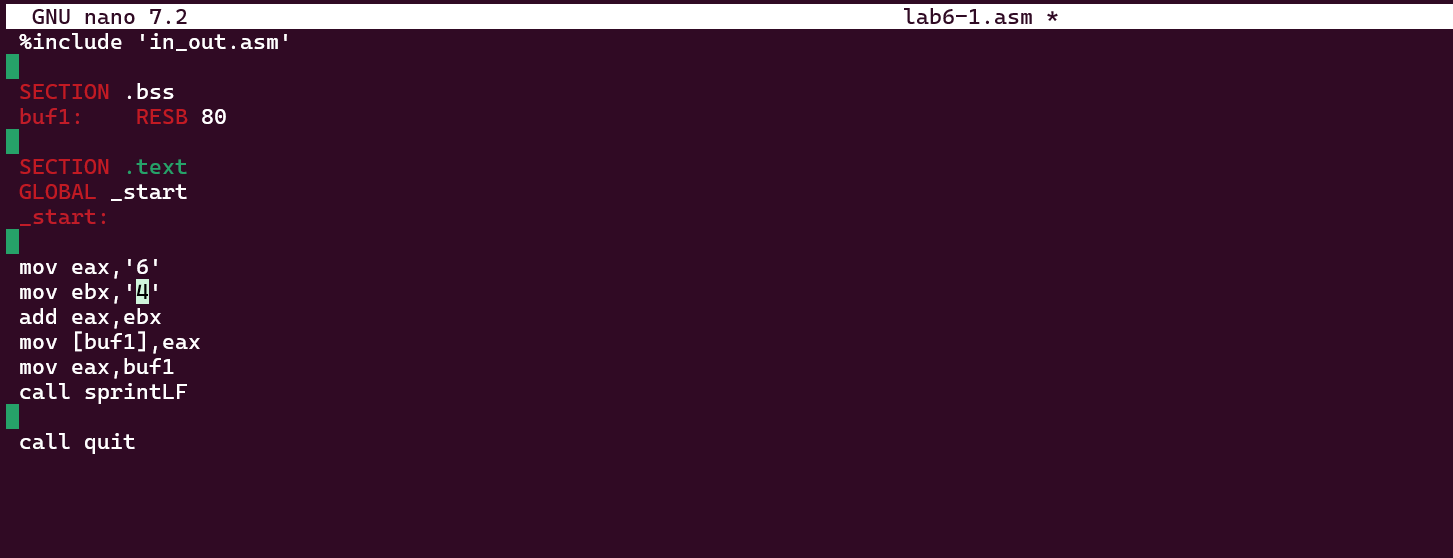 GNU nano 7.2 lab6-1.asm *
%include 'in_out.asm'
SECTION .bss
buf1: RESB 80
SECTION .text
GLOBAL _start
_start:
mov eax,'6'
mov ebx,'4'
add eax,ebx
mov [buf1],eax
mov eax,buf1
call sprintLF
call quit